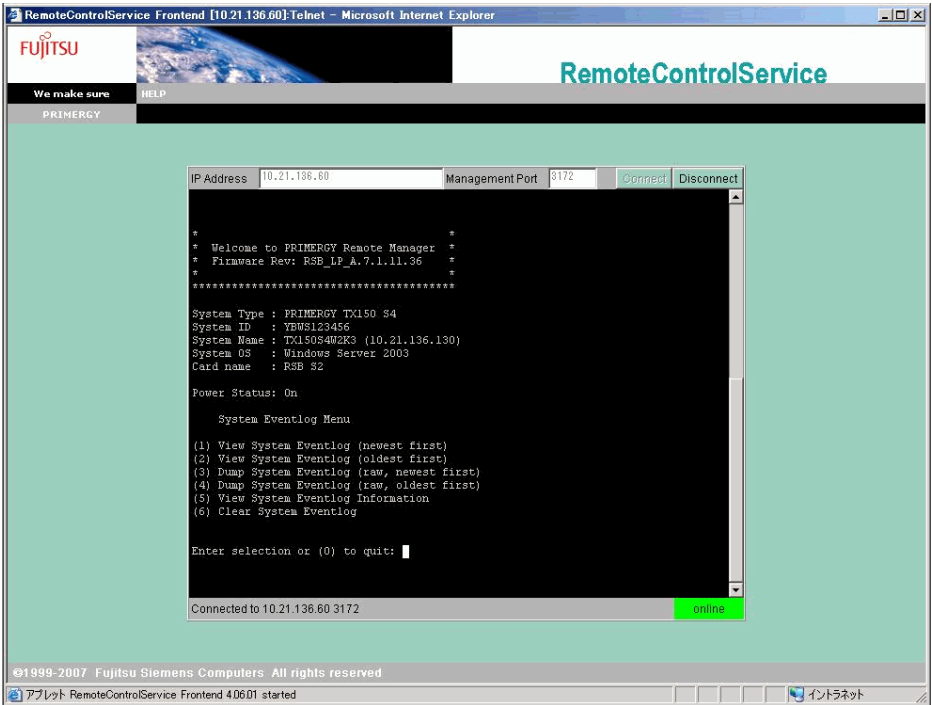 RemoteControlService Frontend [10.21.136.60]:Telnet - Microsoft Internet Explorer
FUJITSU
RemoteControlService
We make sure
HELP
PRIMERGY
IP Address 10.21.136.60 Management Port 3172 Connect Disconnect
* *
* Welcome to PRIMERGY Remote Manager *
* Firmware Rev: RSB_LP_A.7.1.11.36 *
* *
****************************************
System Type : PRIMERGY TX150 S4
System ID : YBWS123456
System Name : TX150S4W2K3 (10.21.136.130)
System OS : Windows Server 2003
Card name : RSB S2
Power Status: On
System Eventlog Menu
(1) View System Eventlog (newest first)
(2) View System Eventlog (oldest first)
(3) Dump System Eventlog (raw, newest first)
(4) Dump System Eventlog (raw, oldest first)
(5) View System Eventlog Information
(6) Clear System Eventlog
Enter selection or (0) to quit:
Connected to 10.21.136.60 3172 online
©1999-2007 Fujitsu Siemens Computers All rights reserved
アプレット RemoteControlService Frontend 4.06.01 started イントラネット